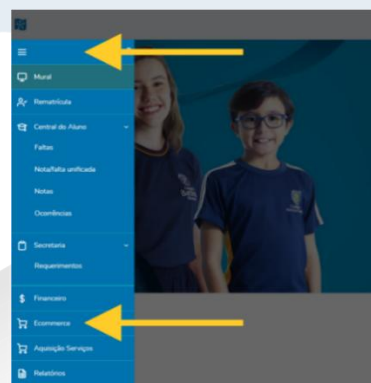 Mural
Rematrícula
Central do Aluno
Faltas
Nota/falta unificada
Notas
Ocorrências
Secretaria
Requerimentos
Financeiro
Ecommerce
Aquisição Serviços
Relatórios